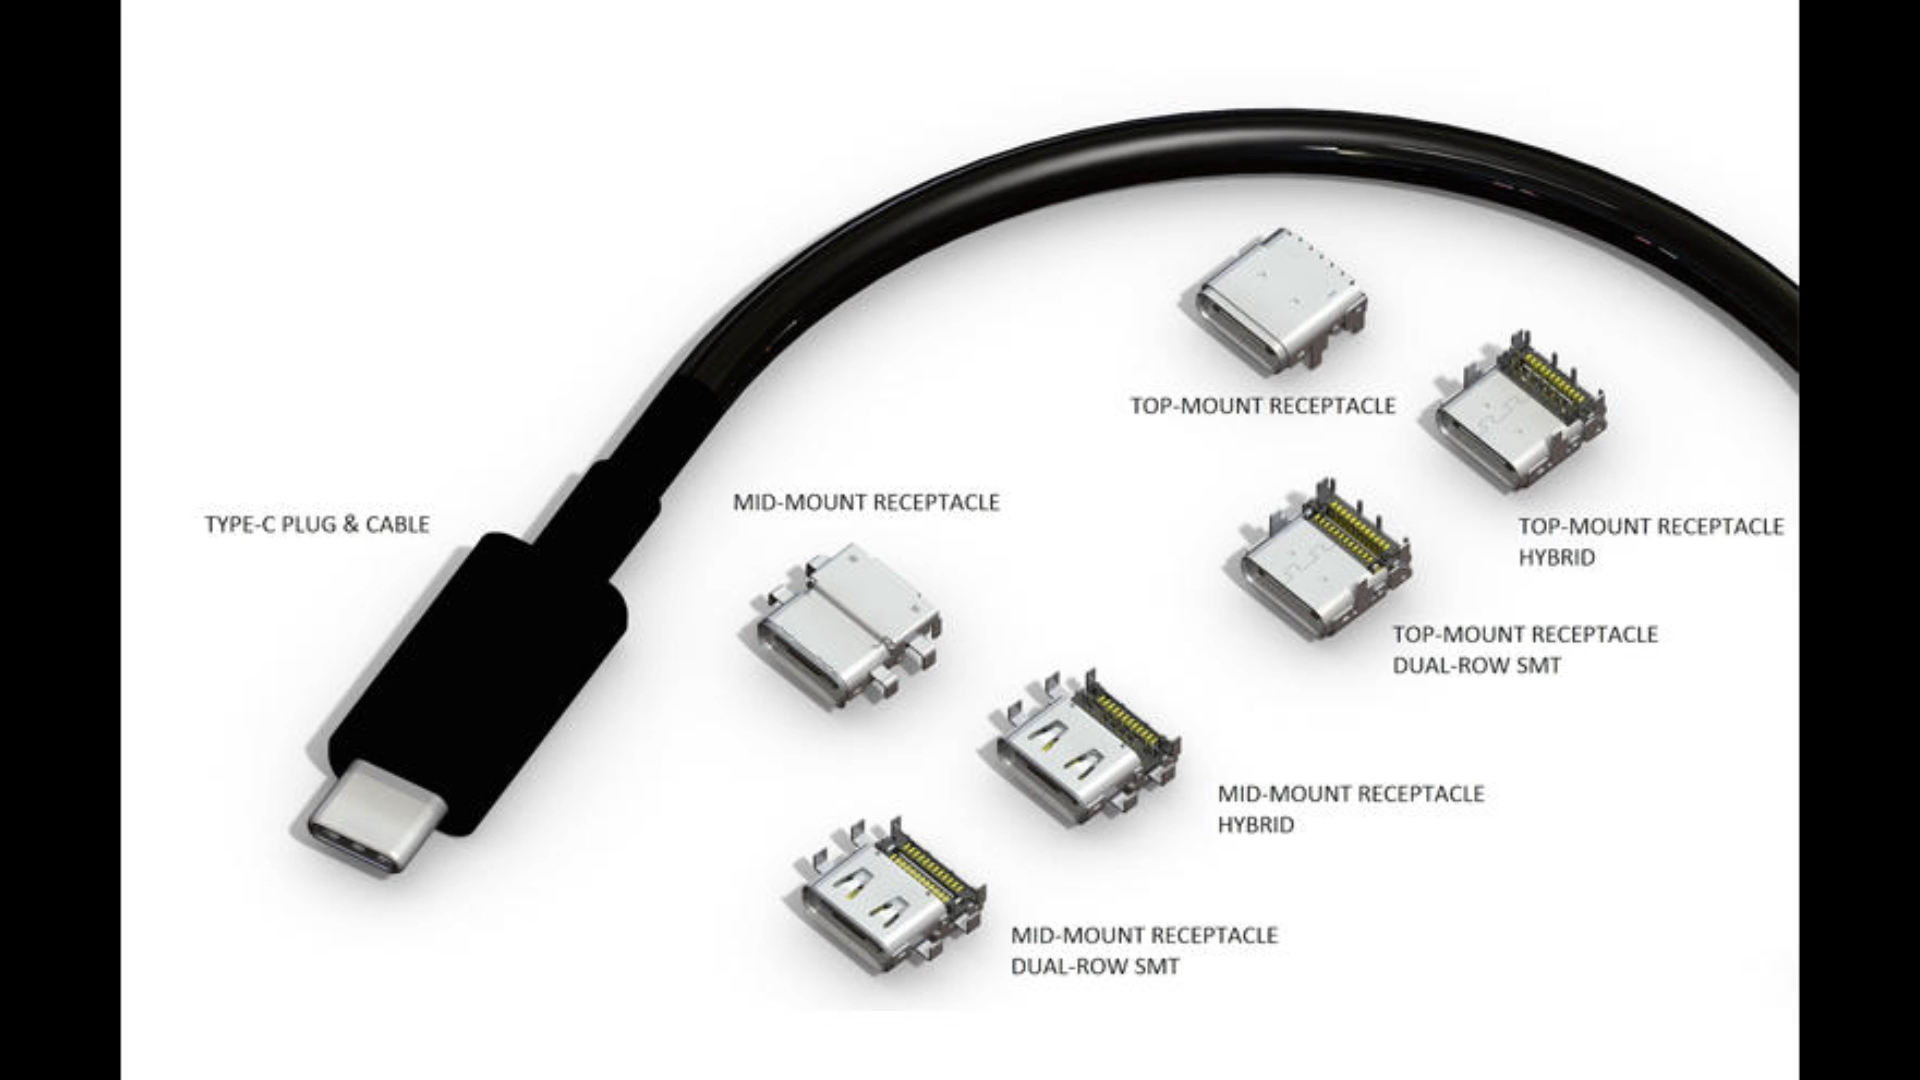 TOP-MOUNT RECEPTACLE
MID-MOUNT RECEPTACLE
TYPE-C PLUG & CABLE
TOP-MOUNT RECEPTACLE
HYBRID
TOP-MOUNT RECEPTACLE
DUAL-ROW SMT
MID-MOUNT RECEPTACLE
HYBRID
MID-MOUNT RECEPTACLE
DUAL-ROW SMT